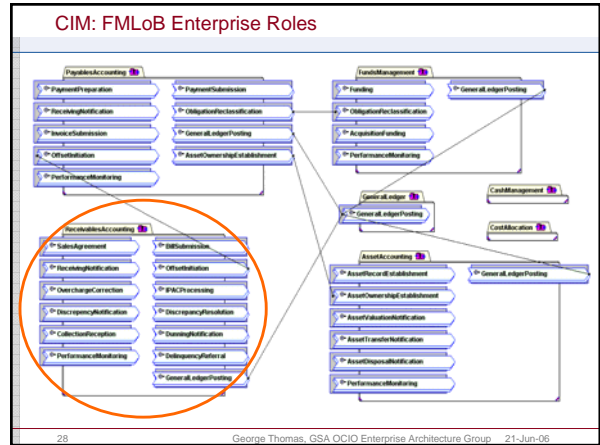 CIM: FMLoB Enterprise Roles
PayablesAccounting
PaymentPreparation
PaymentSubmission
ReceivingNotification
ObligationReclassification
InvoiceSubmission
GeneralLedgerPosting
OffsetInitiation
AssetOwnershipEstablishment
PerformanceMonitoring
FundsManagement
Funding
GeneralLedgerPosting
ObligationReclassification
AcquisitionFunding
PerformanceMonitoring
GeneralLedger
GeneralLedgerPosting
CashManagement
CostAllocation
ReceivablesAccounting
SalesAgreement
BillSubmission
ReceivingNotification
OffsetInitiation
OverchargeCorrection
IPACProcessing
DiscrepencyNotification
DiscrepancyResolution
CollectionReception
DunningNotification
PerformanceMonitoring
DelinquencyReferral
GeneralLedgerPosting
AssetAccounting
AssetRecordEstablishment
GeneralLedgerPosting
AssetOwnershipEstablishment
AssetValuationNotification
AssetTransferNotification
AssetDisposalNotification
PerformanceMonitoring
28
George Thomas, GSA OCIO Enterprise Architecture Group 21-Jun-06